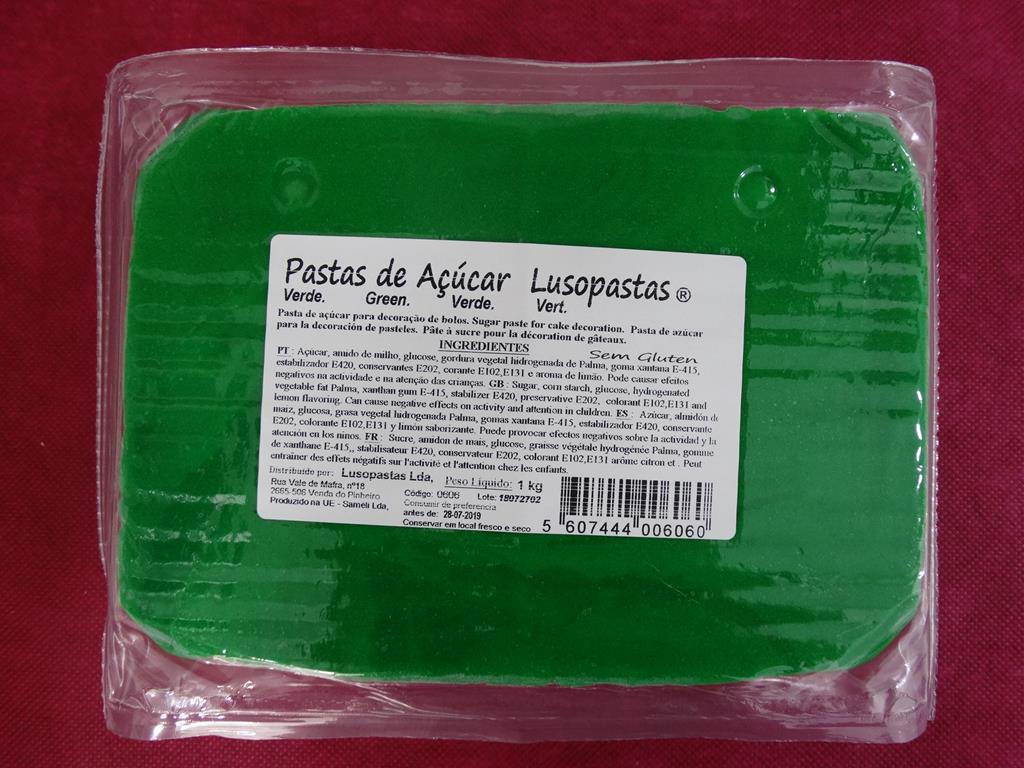 Pastas de Açúcar Lusopastas ®
Verde. Green. Verde. Vert.
Pasta de açúcar para decoração de bolos. Sugar paste for cake decoration. Pasta de azúcar
para la decoración de pasteles. Pâte à sucre pour la décoration de gâteaux.
INGREDIENTES
Sem Gluten
PT : Açúcar, amido de milho, glucose, gordura vegetal hidrogenada de Palma, goma xantana E-415,
estabilizador E420, conservantes E202, corante E102,E131 e aroma de limão. Pode causar efeitos
negativos na actividade e na atenção das crianças. GB : Sugar, corn starch, glucose, hydrogenated
vegetable fat Palma, xanthan gum E-415, stabilizer E420, preservative E202, colorant E102,E131 and
lemon flavoring. Can cause negative effects on activity and attention in children. ES : Azúcar, almidón de
maiz, glucosa, grasa vegetal hidrogenada Palma, gomas xantana E-415, estabilizador E420, conservante
E202, colorante E102,E131 y limón saborizante. Puede provocar efectos negativos sobre la actividad y la
atención en los ninos. FR : Sucre, amidon de mais, glucose, graisse végétale hydrogénée Palma, gomme
de xanthane E-415,, stabilisateur E420, conservateur E202, colorant E102,E131 arôme citron et . Peut
entraîner des effets négatifs sur l'activité et l'attention chez les enfants.
Distribuido por: Lusopastas Lda, Peso Liquido: 1 kg
Rua Vale de Mafra, nº18
2665-506 Venda do Pinheiro
Produzido na UE - Sameli Lda,
Código: 0606 Lote: 18072702
Consumir de preferencia
antes de: 28-07-2019
Conservar em local fresco e seco
5 607444 006060